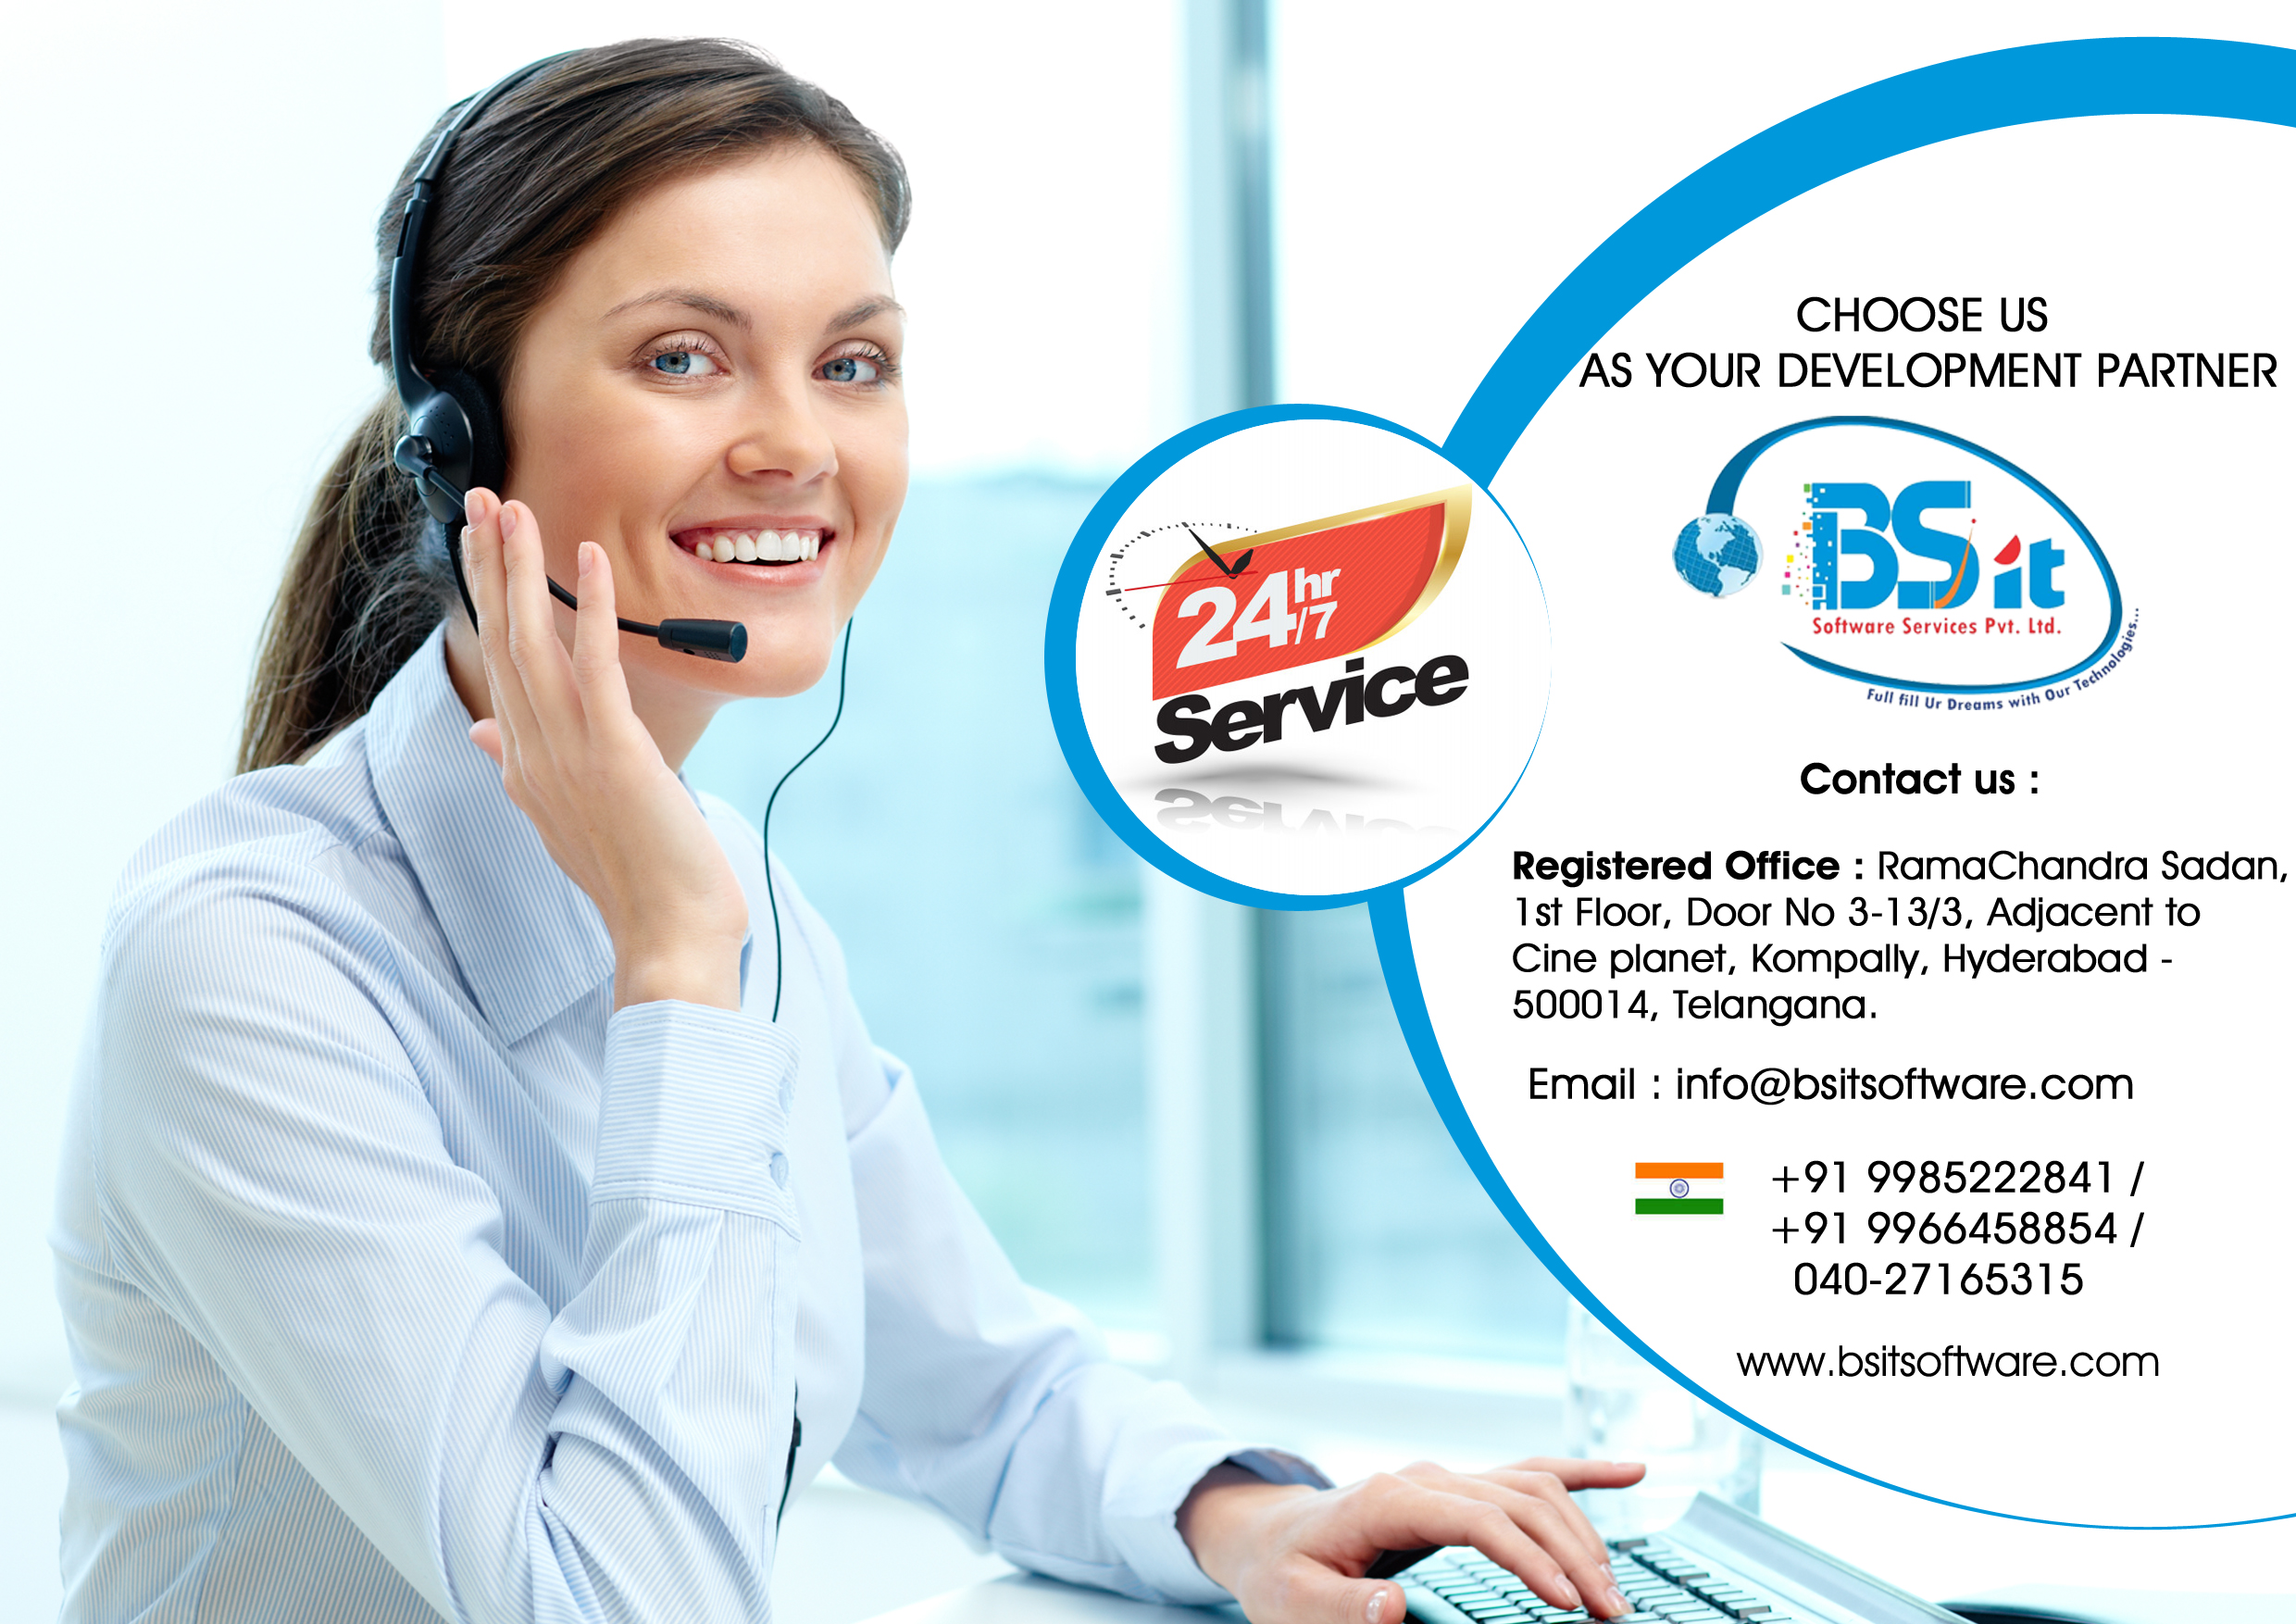 CHOOSE US
AS YOUR DEVELOPMENT PARTNER
24hr/7
Service
BSit
Software Services Pvt. Ltd.
Full fill Ur Dreams with Our Technologies...
Contact us :
Registered Office : RamaChandra Sadan,
1st Floor, Door No 3-13/3, Adjacent to
Cine planet, Kompally, Hyderabad -
500014, Telangana.
Email : info@bsitsoftware.com
+91 9985222841 /
+91 9966458854 /
040-27165315
www.bsitsoftware.com